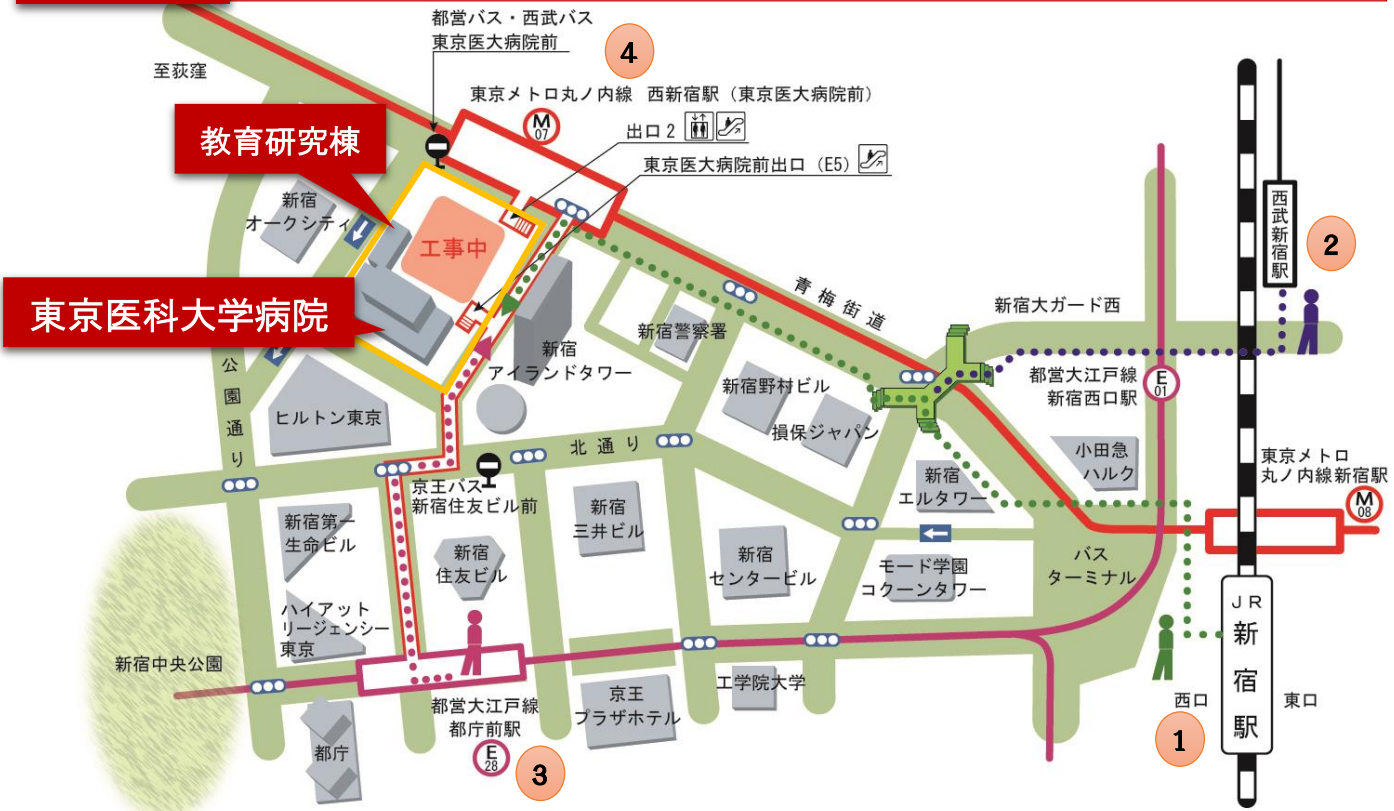 都営バス・西武バス
東京医大病院前
4
至荻窪
東京メトロ丸ノ内線 西新宿駅（東京医大病院前）
M
07
出口 2
東京医大病院前出口（E5）
教育研究棟
新宿
オークシティ
工事中
西武新宿駅
2
東京医科大学病院
青梅街道
新宿大ガード西
新宿警察署
新宿
アイランドタワー
都営大江戸線
新宿西口駅
E
01
公園通り
ヒルトン東京
新宿野村ビル
損保ジャパン
北通り
小田急
ハルク
東京メトロ
丸ノ内線新宿駅
M
08
京王バス
新宿住友ビル前
新宿
エルタワー
新宿第一
生命ビル
新宿
三井ビル
新宿
住友ビル
新宿
センタービル
モード学園
コクーンタワー
バス
ターミナル
ハイアット
リージェンシー
東京
JR
新宿駅
新宿中央公園
工学院大学
京王
プラザホテル
都営大江戸線
都庁前駅
E
28
3
都庁
西口
東口
1